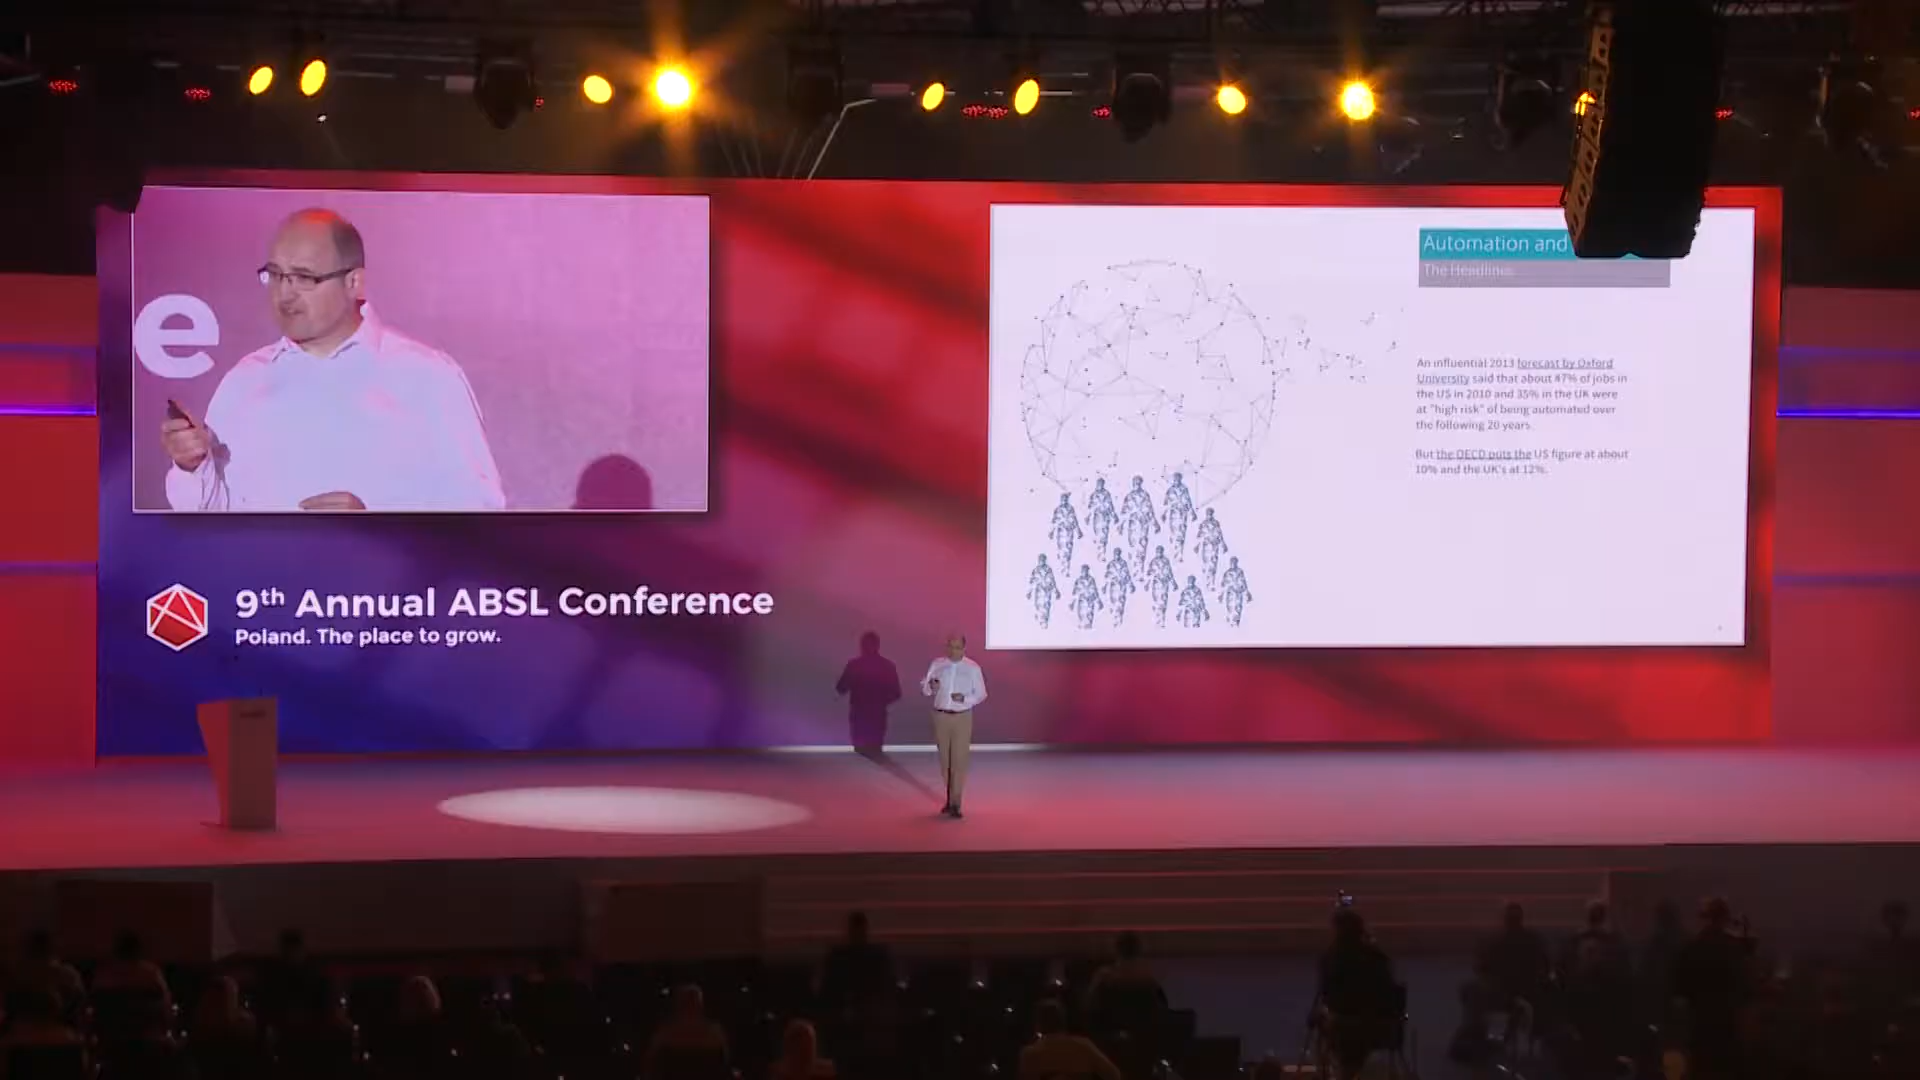 e
9th Annual ABSL Conference
Poland. The place to grow.
Automation and
The Headlines
An influential 2013 forecast by Oxford
University said that about 47% of jobs in
the US in 2010 and 35% in the UK were
at "high risk" of being automated over
the following 20 years.
But the OECD puts the US figure at about
10% and the UK's at 12%.